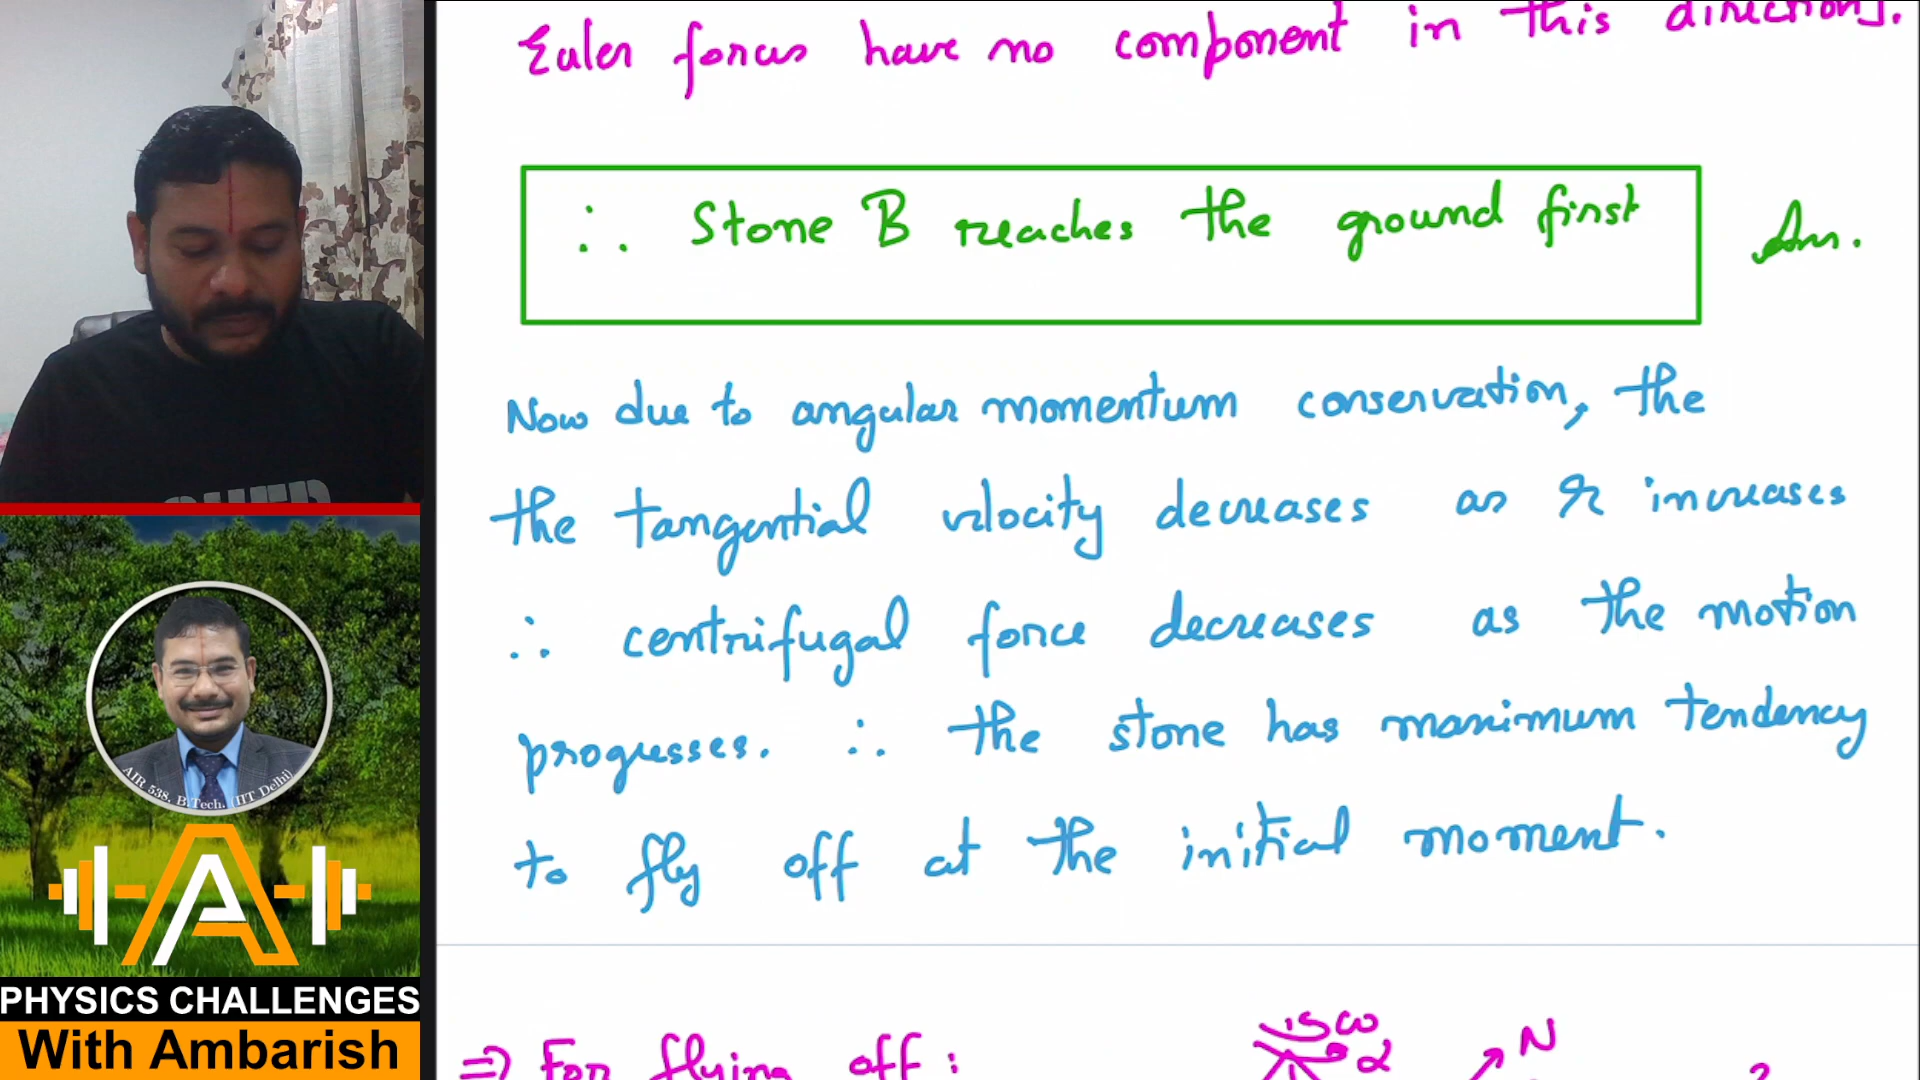 Euler forces have no component in this direction).
∴ Stone B reaches the ground first
Ans.
Now due to angular momentum conservation, the
the tangential velocity decreases as r increases
∴ centrifugal force decreases as the motion
progresses. ∴ the stone has maximum tendency
to fly off at the initial moment.
⇒ For flying off:
ω
α
N
AIR 538, B.Tech. (IIT Delhi)
A
PHYSICS CHALLENGES
With Ambarish